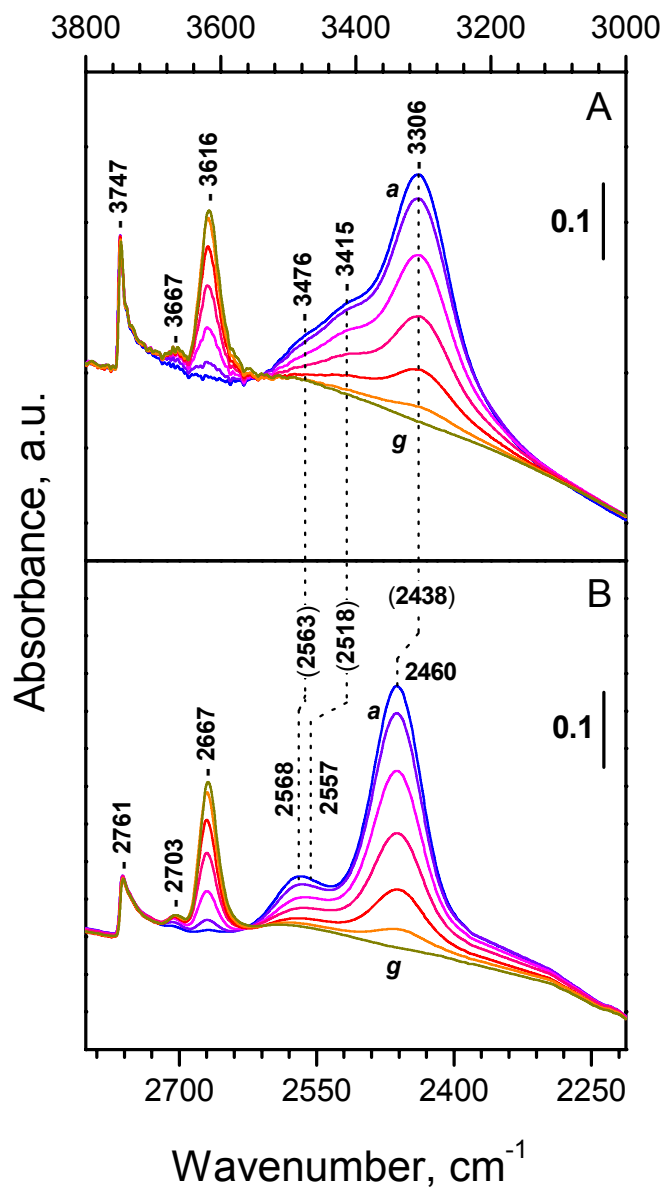 3800 3600 3400 3200 3000
A
3747
3667
3616
3476
3415
3306
a
0.1
g
Absorbance, a.u.
B
(2563)
(2518)
(2438)
2460
a
0.1
2761
2703
2667
2568
2557
g
2700 2550 2400 2250
Wavenumber, cm-1